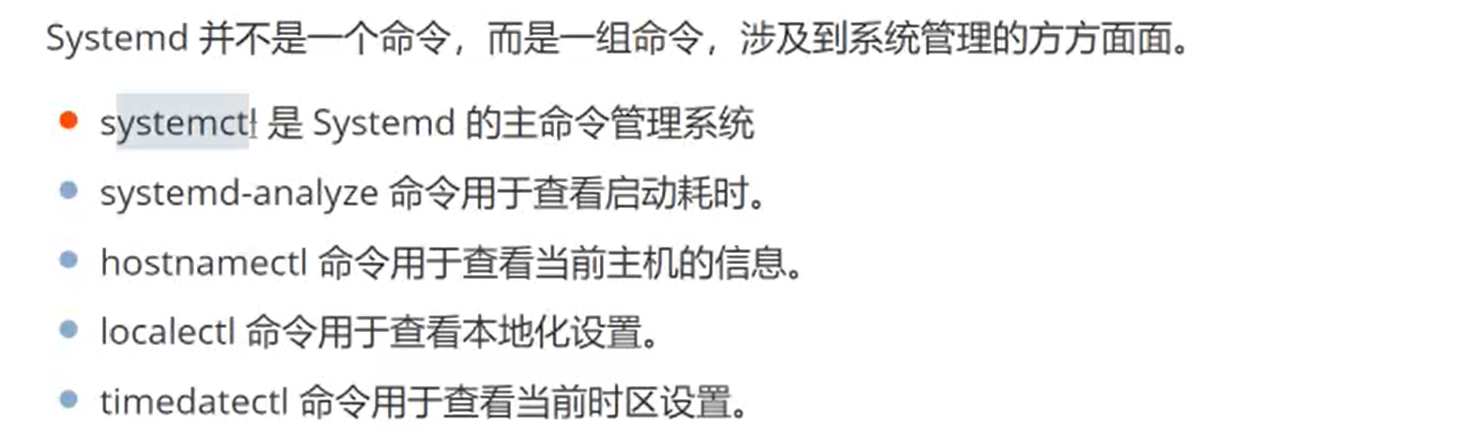 Systemd 并不是一个命令，而是一组命令，涉及到系统管理的方方面面。
systemctl 是 Systemd 的主命令管理系统
systemd-analyze 命令用于查看启动耗时。
hostnamectl 命令用于查看当前主机的信息。
localectl 命令用于查看本地化设置。
timedatectl 命令用于查看当前时区设置。